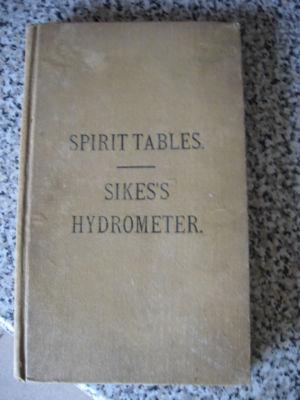 SPIRIT TABLES.
SIKES'S
HYDROMETER.